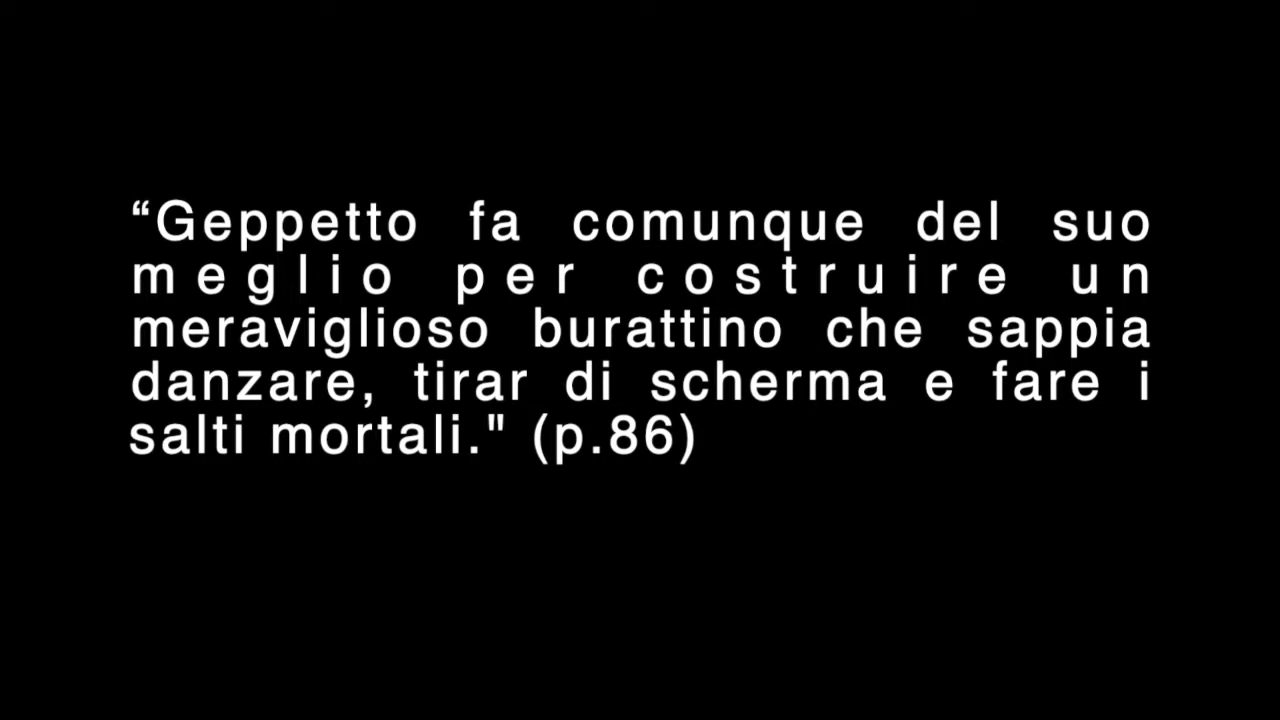 “Geppetto fa comunque del suo
meglio per costruire un
meraviglioso burattino che sappia
danzare, tirar di scherma e fare i
salti mortali." (p.86)